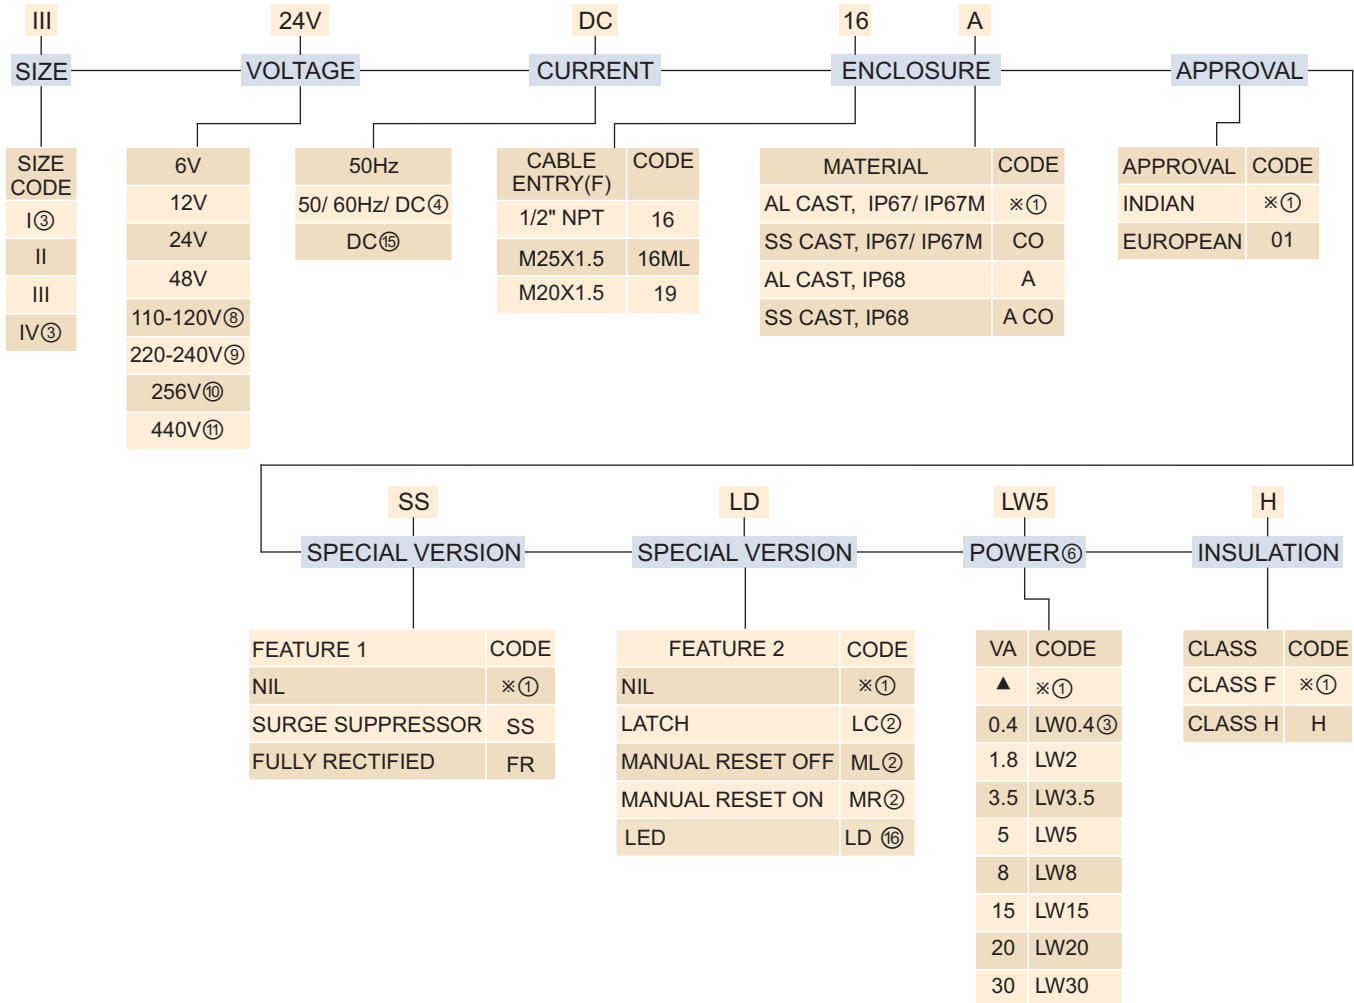 III 24V DC 16 A
SIZE VOLTAGE CURRENT ENCLOSURE APPROVAL
SIZE
CODE
I③
II
III
IV③
6V
12V
24V
48V
110-120V⑧
220-240V⑨
256V⑩
440V⑪
50Hz
50/ 60Hz/ DC④
DC⑮
CABLE
ENTRY(F) CODE
1/2" NPT 16
M25X1.5 16ML
M20X1.5 19
MATERIAL CODE
AL CAST, IP67/ IP67M ※①
SS CAST, IP67/ IP67M CO
AL CAST, IP68 A
SS CAST, IP68 A CO
APPROVAL CODE
INDIAN ※①
EUROPEAN 01
SS LD LW5 H
SPECIAL VERSION SPECIAL VERSION POWER⑥ INSULATION
FEATURE 1 CODE
NIL ※①
SURGE SUPPRESSOR SS
FULLY RECTIFIED FR
FEATURE 2 CODE
NIL ※①
LATCH LC②
MANUAL RESET OFF ML②
MANUAL RESET ON MR②
LED LD ⑯
VA CODE
▲ ※①
0.4 LW0.4③
1.8 LW2
3.5 LW3.5
5 LW5
8 LW8
15 LW15
20 LW20
30 LW30
CLASS CODE
CLASS F ※①
CLASS H H